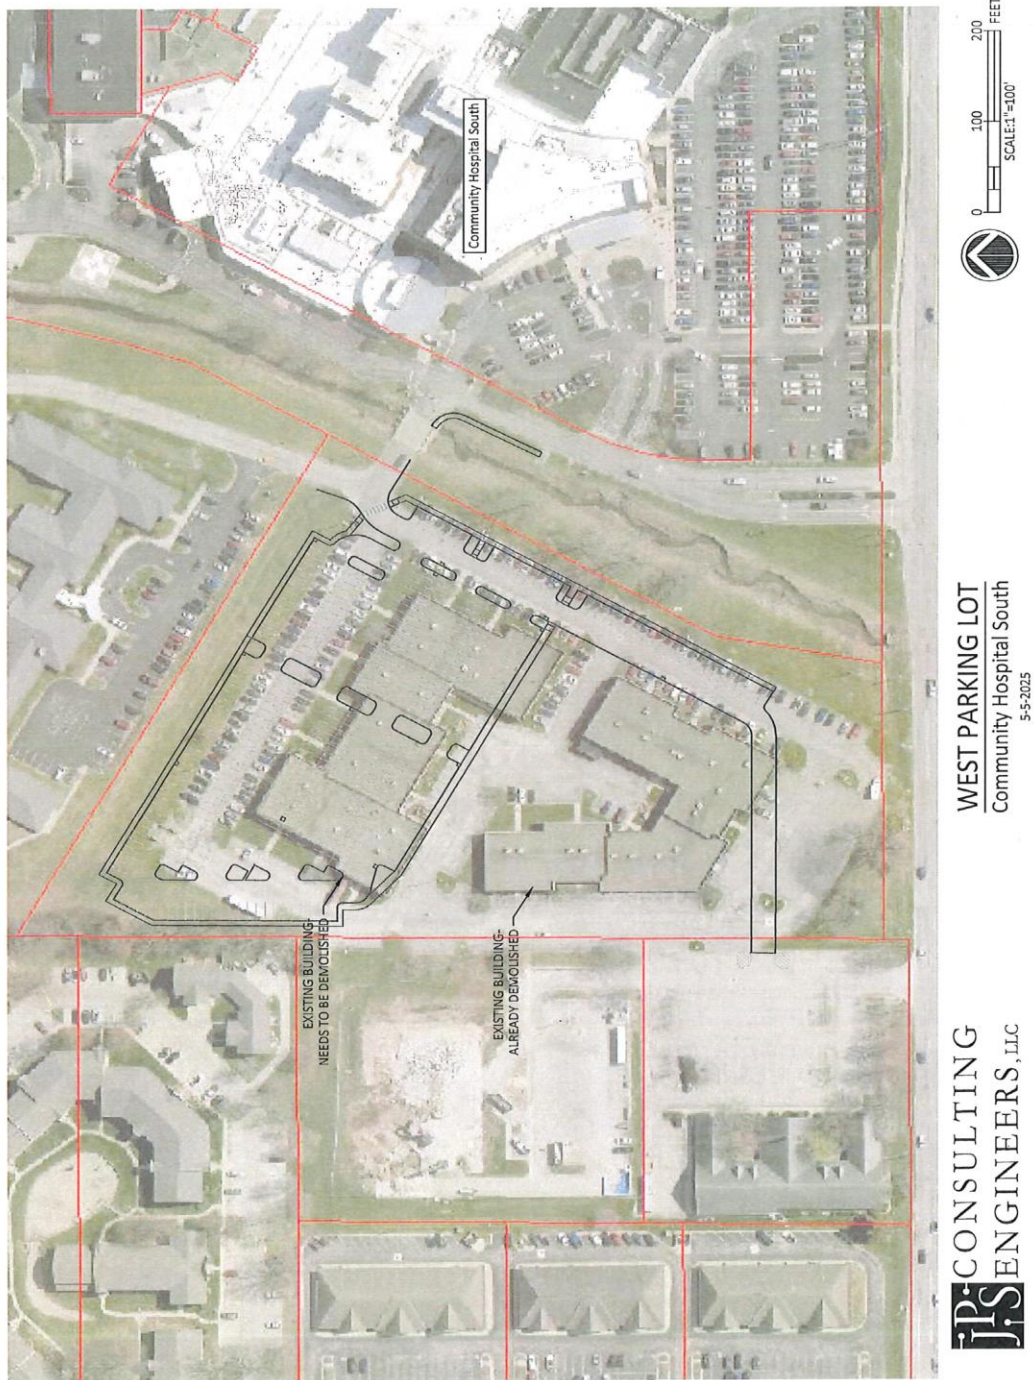 Community Hospital South
EXISTING BUILDING-
NEEDS TO BE DEMOLISHED
EXISTING BUILDING-
ALREADY DEMOLISHED
JPS CONSULTING
ENGINEERS, LLC
WEST PARKING LOT
Community Hospital South
5-5-2025
0 100 200
FEET
SCALE:1"=100'